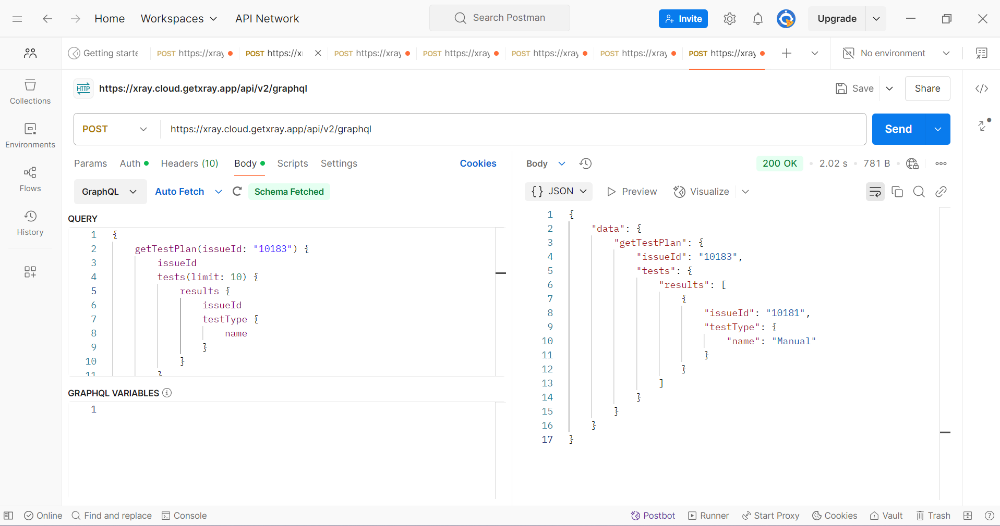 Home Workspaces API Network Search Postman Invite Upgrade
Getting starte POST https://xray POST https://x POST https://xray POST https://xray POST https://xray POST https://xray POST https://xray No environment
HTTP https://xray.cloud.getxray.app/api/v2/graphql Save Share
POST https://xray.cloud.getxray.app/api/v2/graphql Send
Collections
Environments
Flows
History
Params Auth Headers (10) Body Scripts Settings Cookies
GraphQL Auto Fetch Schema Fetched
QUERY
1 {
2 getTestPlan(issueId: "10183") {
3 issueId
4 tests(limit: 10) {
5 results {
6 issueId
7 testType {
8 name
9 }
10 }
11 }
GRAPHQL VARIABLES
1
Body 200 OK 2.02 s 781 B
{} JSON Preview Visualize
1 {
2 "data": {
3 "getTestPlan": {
4 "issueId": "10183",
5 "tests": {
6 "results": [
7 {
8 "issueId": "10181",
9 "testType": {
10 "name": "Manual"
11 }
12 }
13 ]
14 }
15 }
16 }
17 }
Online Find and replace Console Postbot Runner Start Proxy Cookies Vault Trash